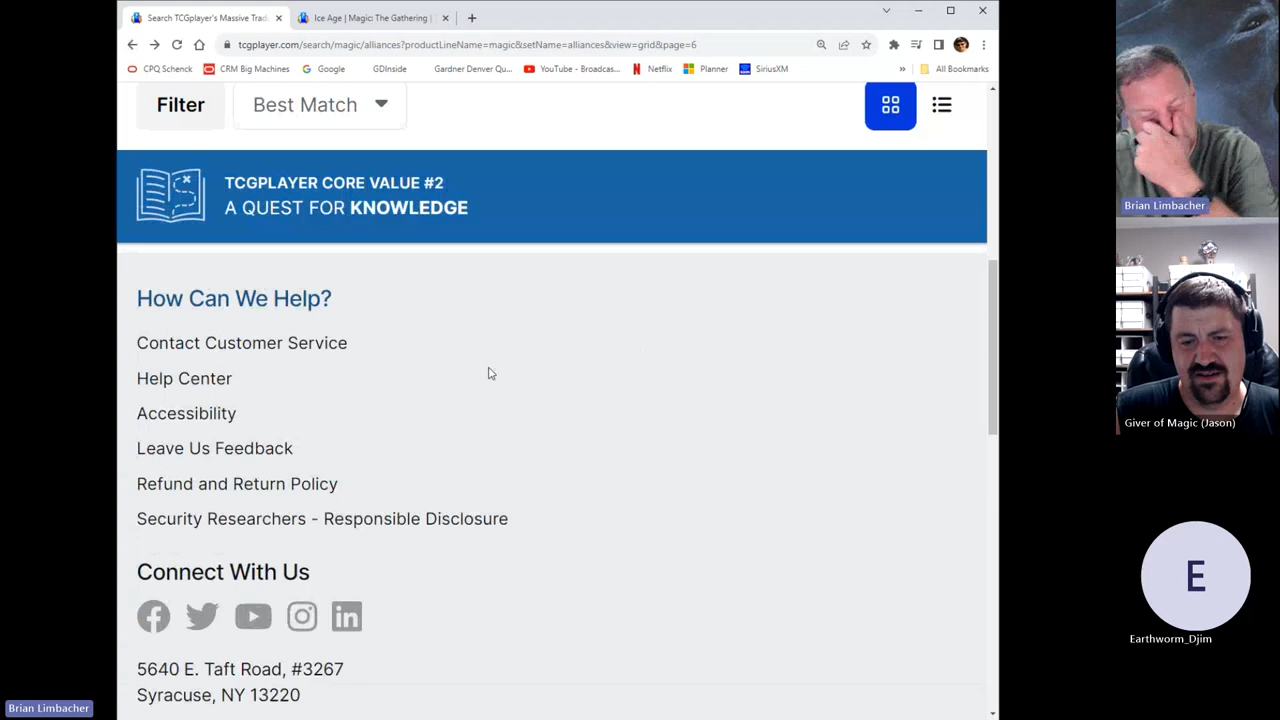 Search TCGplayer's Massive Trad
Ice Age | Magic: The Gathering |
tcgplayer.com/search/magic/alliances?productLineName=magic&setName=alliances&view=grid&page=6
CPQ Schenck
CRM Big Machines
Google
GDInside
Gardner Denver Qu...
YouTube - Broadcas...
Netflix
Planner
SiriusXM
»
All Bookmarks
Filter
Best Match
TCGPLAYER CORE VALUE #2
A QUEST FOR KNOWLEDGE
How Can We Help?
Contact Customer Service
Help Center
Accessibility
Leave Us Feedback
Refund and Return Policy
Security Researchers - Responsible Disclosure
Connect With Us
5640 E. Taft Road, #3267
Syracuse, NY 13220
Brian Limbacher
Brian Limbacher
Giver of Magic (Jason)
E
Earthworm_Djim